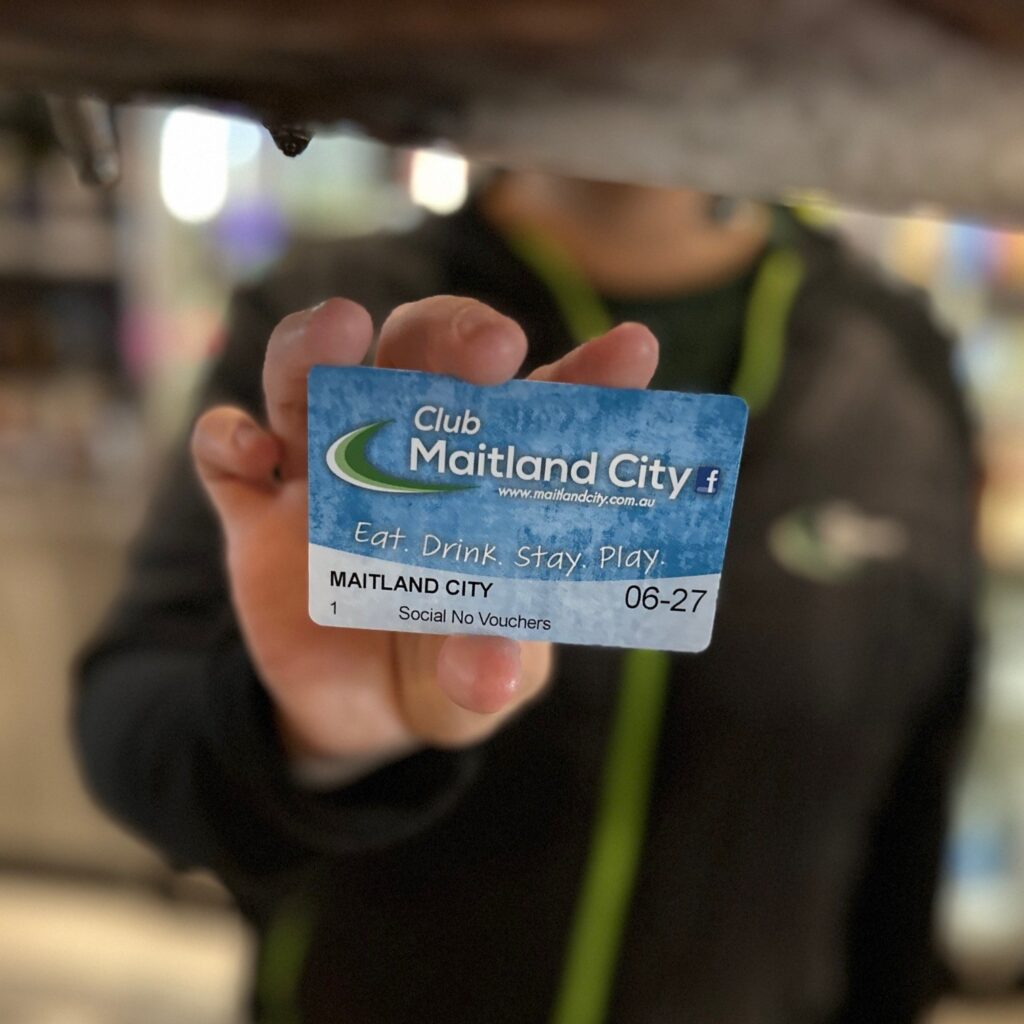 Club
Maitland City f
www.maitlandcity.com.au
Eat. Drink. Stay. Play.
MAITLAND CITY 06-27
1 Social No Vouchers